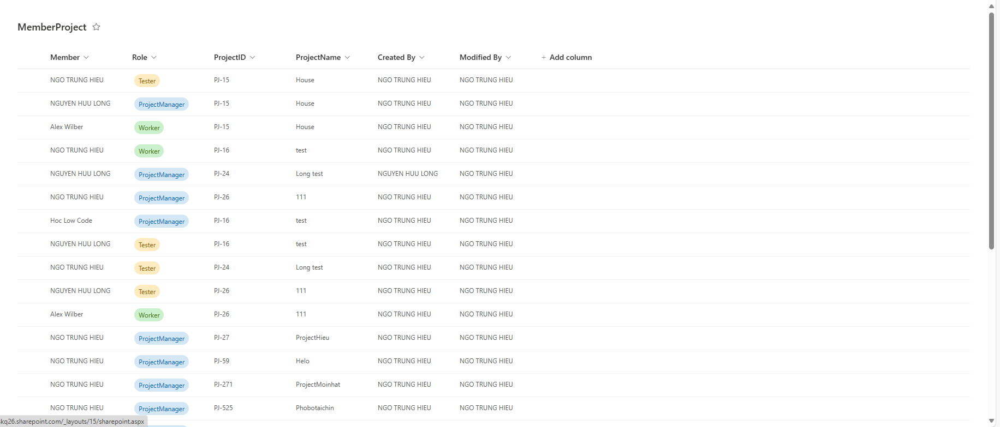 MemberProject
Member Role ProjectID ProjectName Created By Modified By + Add column
NGO TRUNG HIEU Tester PJ-15 House NGO TRUNG HIEU NGO TRUNG HIEU
NGUYEN HUU LONG ProjectManager PJ-15 House NGO TRUNG HIEU NGO TRUNG HIEU
Alex Wilber Worker PJ-15 House NGO TRUNG HIEU NGO TRUNG HIEU
NGO TRUNG HIEU Worker PJ-16 test NGO TRUNG HIEU NGO TRUNG HIEU
NGUYEN HUU LONG ProjectManager PJ-24 Long test NGUYEN HUU LONG NGO TRUNG HIEU
NGO TRUNG HIEU ProjectManager PJ-26 111 NGO TRUNG HIEU NGO TRUNG HIEU
Hoc Low Code ProjectManager PJ-16 test NGO TRUNG HIEU NGO TRUNG HIEU
NGUYEN HUU LONG Tester PJ-16 test NGO TRUNG HIEU NGO TRUNG HIEU
NGO TRUNG HIEU Tester PJ-24 Long test NGO TRUNG HIEU NGO TRUNG HIEU
NGUYEN HUU LONG Tester PJ-26 111 NGO TRUNG HIEU NGO TRUNG HIEU
Alex Wilber Worker PJ-26 111 NGO TRUNG HIEU NGO TRUNG HIEU
NGO TRUNG HIEU ProjectManager PJ-27 ProjectHieu NGO TRUNG HIEU NGO TRUNG HIEU
NGO TRUNG HIEU ProjectManager PJ-59 Helo NGO TRUNG HIEU NGO TRUNG HIEU
NGO TRUNG HIEU ProjectManager PJ-271 ProjectMoinhat NGO TRUNG HIEU NGO TRUNG HIEU
NGO TRUNG HIEU ProjectManager PJ-525 Phobotaichin NGO TRUNG HIEU NGO TRUNG HIEU
kq26.sharepoint.com/_layouts/15/sharepoint.aspx